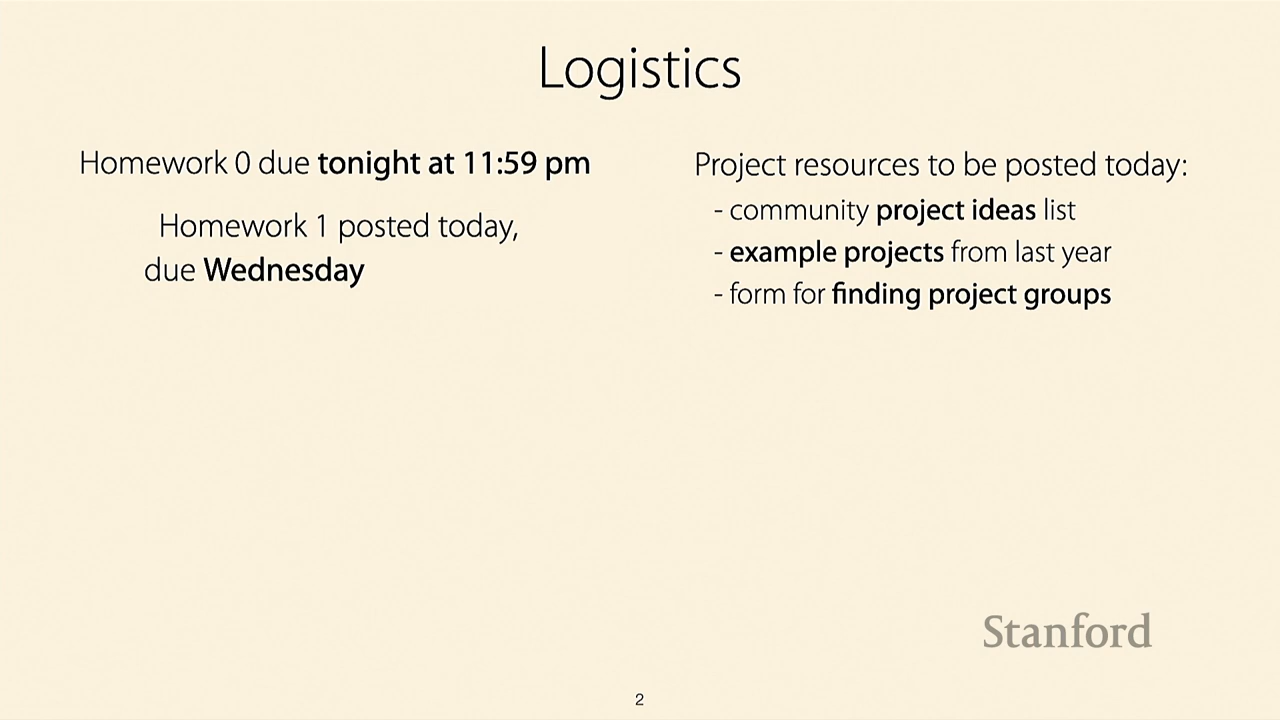 Logistics
Homework 0 due tonight at 11:59 pm
Homework 1 posted today,
due Wednesday
Project resources to be posted today:
- community project ideas list
- example projects from last year
- form for finding project groups
Stanford
2